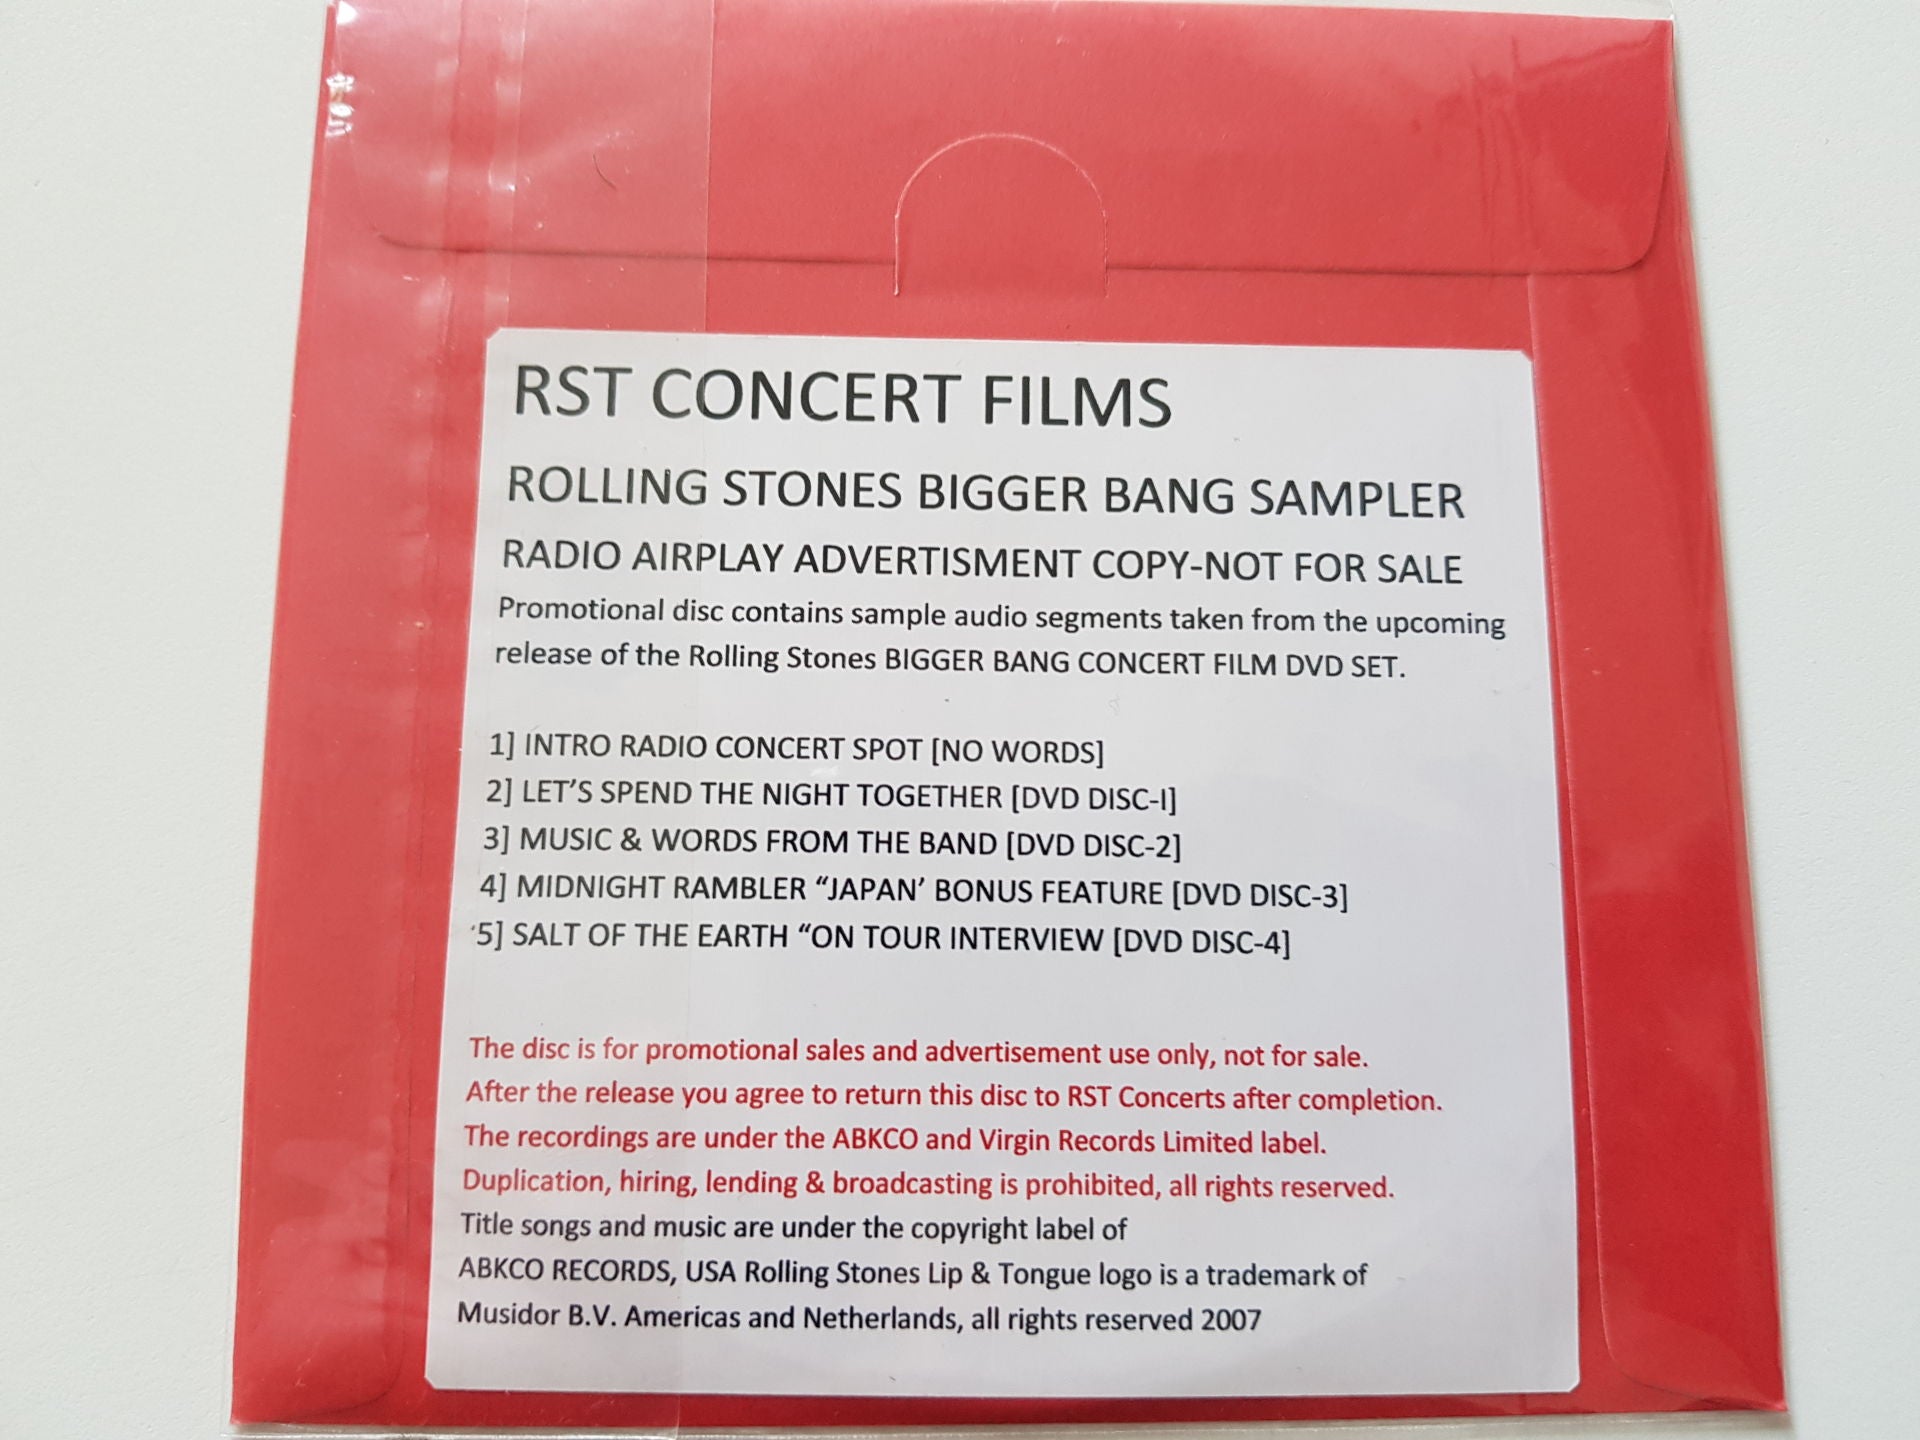 RST CONCERT FILMS
ROLLING STONES BIGGER BANG SAMPLER
RADIO AIRPLAY ADVERTISMENT COPY-NOT FOR SALE
Promotional disc contains sample audio segments taken from the upcoming
release of the Rolling Stones BIGGER BANG CONCERT FILM DVD SET.
1] INTRO RADIO CONCERT SPOT [NO WORDS]
2] LET'S SPEND THE NIGHT TOGETHER [DVD DISC-I]
3] MUSIC & WORDS FROM THE BAND [DVD DISC-2]
4] MIDNIGHT RAMBLER "JAPAN' BONUS FEATURE [DVD DISC-3]
5] SALT OF THE EARTH "ON TOUR INTERVIEW [DVD DISC-4]
The disc is for promotional sales and advertisement use only, not for sale.
After the release you agree to return this disc to RST Concerts after completion.
The recordings are under the ABKCO and Virgin Records Limited label.
Duplication, hiring, lending & broadcasting is prohibited, all rights reserved.
Title songs and music are under the copyright label of
ABKCO RECORDS, USA Rolling Stones Lip & Tongue logo is a trademark of
Musidor B.V. Americas and Netherlands, all rights reserved 2007